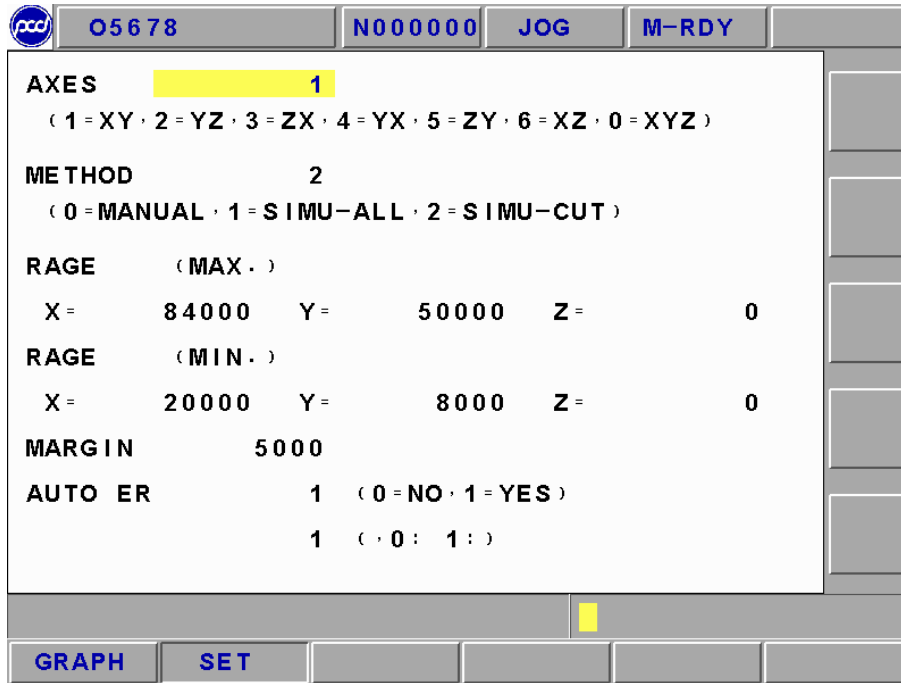 pcd O5678 N000000 JOG M-RDY
AXES 1
(1=XY,2=YZ,3=ZX,4=YX,5=ZY,6=XZ,0=XYZ)
METHOD 2
(0=MANUAL,1=SIMU-ALL,2=SIMU-CUT)
RAGE (MAX.)
X= 84000 Y= 50000 Z= 0
RAGE (MIN.)
X= 20000 Y= 8000 Z= 0
MARGIN 5000
AUTO ER 1 (0=NO,1=YES)
1 (,0: 1:)
GRAPH SET